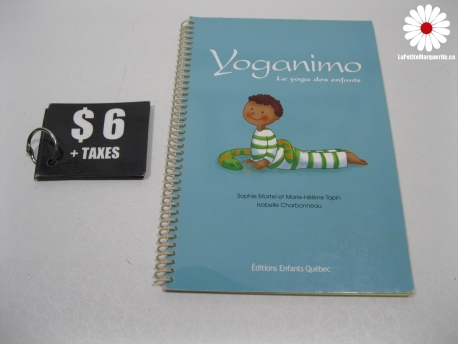 LaPetiteMarguerite.ca
Yoganimo
Le yoga des enfants
$ 6
+ TAXES
Sophie Martel et Marie-Hélène Tapin
Isabelle Charbonneau
Éditions Enfants Québec